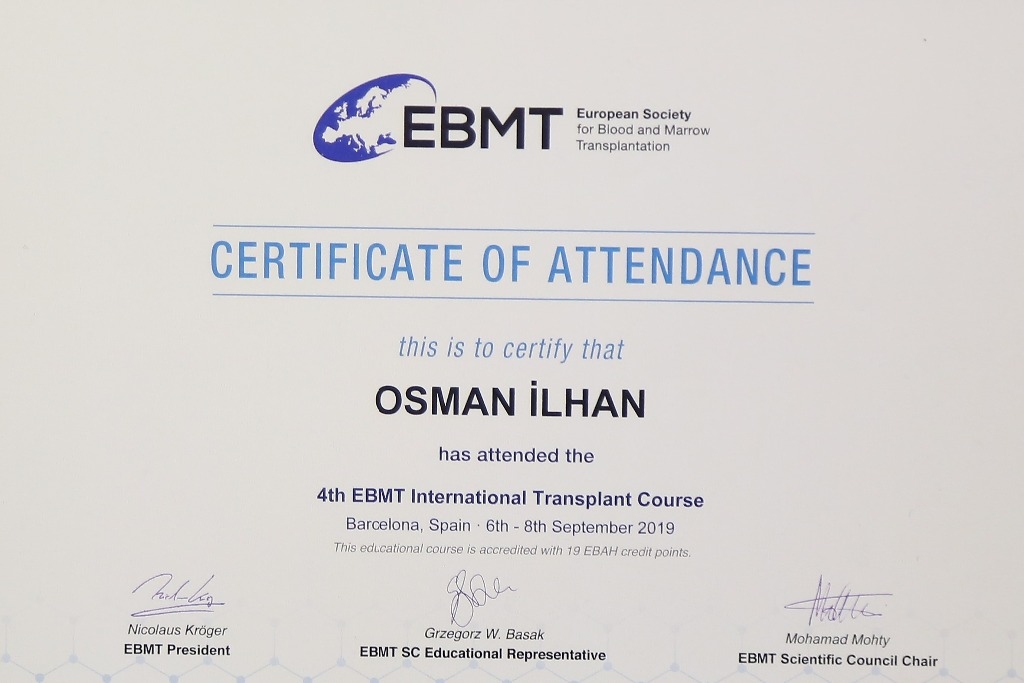 EBMT
European Society
for Blood and Marrow
Transplantation
CERTIFICATE OF ATTENDANCE
this is to certify that
OSMAN İLHAN
has attended the
4th EBMT International Transplant Course
Barcelona, Spain · 6th - 8th September 2019
This educational course is accredited with 19 EBAH credit points.
Nicolaus Kröger
EBMT President
Grzegorz W. Basak
EBMT SC Educational Representative
Mohamad Mohty
EBMT Scientific Council Chair